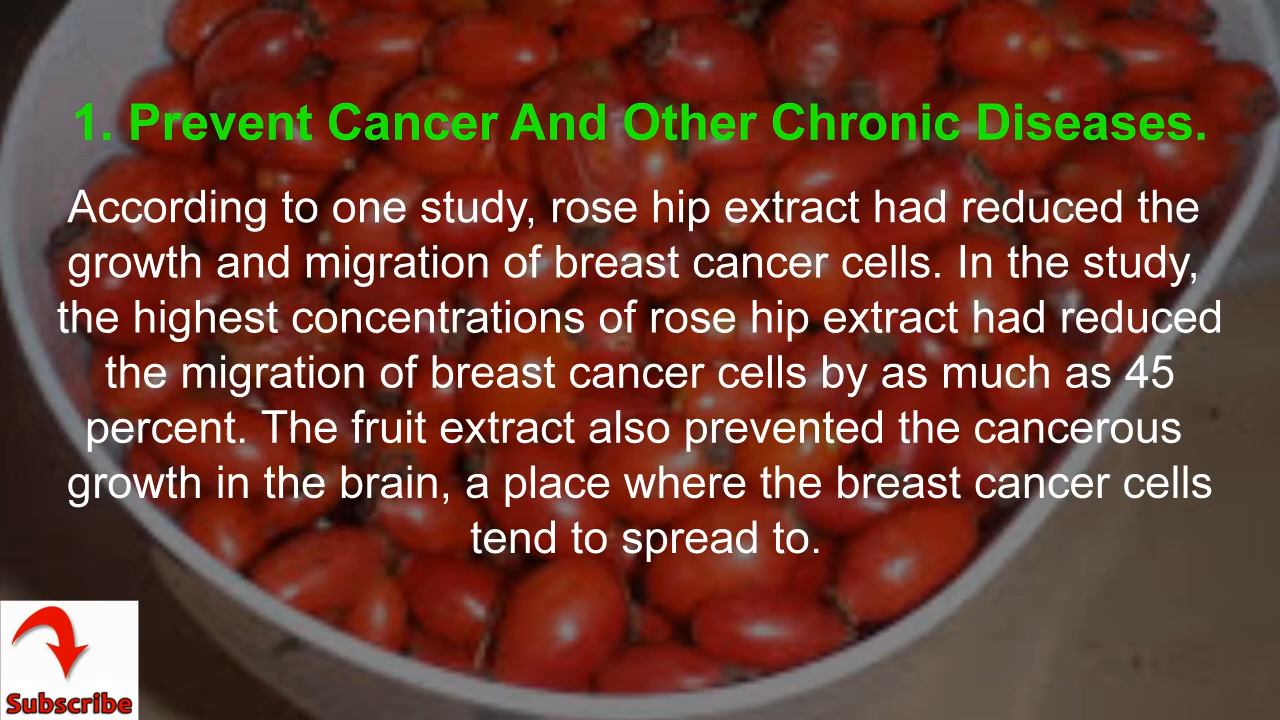 1. Prevent Cancer And Other Chronic Diseases.
According to one study, rose hip extract had reduced the
growth and migration of breast cancer cells. In the study,
the highest concentrations of rose hip extract had reduced
the migration of breast cancer cells by as much as 45
percent. The fruit extract also prevented the cancerous
growth in the brain, a place where the breast cancer cells
tend to spread to.
Subscribe